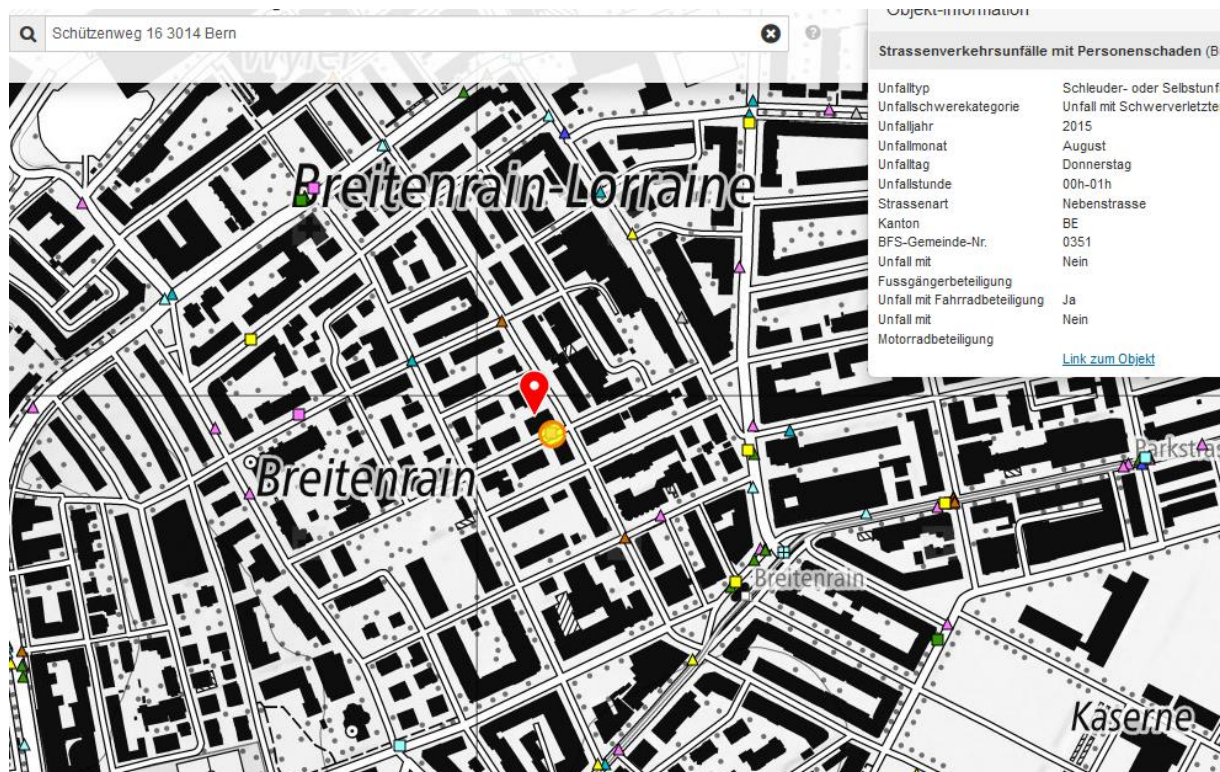 Schützenweg 16 3014 Bern
Objekt-Information
Strassenverkehrsunfälle mit Personenschaden (B
Unfalltyp Schleuder- oder Selbstunf
Unfallschwerekategorie Unfall mit Schwerverletzte
Unfalljahr 2015
Unfallmonat August
Unfalltag Donnerstag
Unfallstunde 00h-01h
Strassenart Nebenstrasse
Kanton BE
BFS-Gemeinde-Nr. 0351
Unfall mit Nein
Fussgängerbeteiligung
Unfall mit Fahrradbeteiligung Ja
Unfall mit Nein
Motorradbeteiligung
Link zum Objekt
Wyler
Breitenrain-Lorraine
Breitenrain
Parkstras
Breitenrain
Kaserne